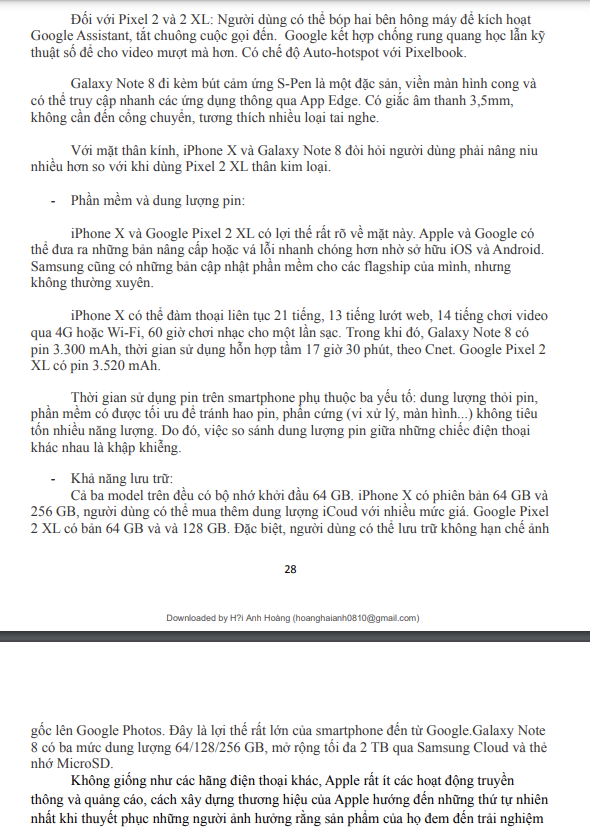 Đối với Pixel 2 và 2 XL: Người dùng có thể bóp hai bên hông máy để kích hoạt
Google Assistant, tắt chuông cuộc gọi đến.  Google kết hợp chống rung quang học lẫn kỹ
thuật số để cho video mượt mà hơn. Có chế độ Auto-hotspot với Pixelbook.
Galaxy Note 8 đi kèm bút cảm ứng S-Pen là một đặc sản, viền màn hình cong và
có thể truy cập nhanh các ứng dụng thông qua App Edge. Có giắc âm thanh 3,5mm,
không cần đến cổng chuyển, tương thích nhiều loại tai nghe.
Với mặt thân kính, iPhone X và Galaxy Note 8 đòi hỏi người dùng phải nâng niu
nhiều hơn so với khi dùng Pixel 2 XL thân kim loại.
- Phần mềm và dung lượng pin:
iPhone X và Google Pixel 2 XL có lợi thế rất rõ về mặt này. Apple và Google có
thể đưa ra những bản nâng cấp hoặc vá lỗi nhanh chóng hơn nhờ sở hữu iOS và Android.
Samsung cũng có những bản cập nhật phần mềm cho các flagship của mình, nhưng
không thường xuyên.
iPhone X có thể đàm thoại liên tục 21 tiếng, 13 tiếng lướt web, 14 tiếng chơi video
qua 4G hoặc Wi-Fi, 60 giờ chơi nhạc cho một lần sạc. Trong khi đó, Galaxy Note 8 có
pin 3.300 mAh, thời gian sử dụng hỗn hợp tầm 17 giờ 30 phút, theo Cnet. Google Pixel 2
XL có pin 3.520 mAh.
Thời gian sử dụng pin trên smartphone phụ thuộc ba yếu tố: dung lượng thỏi pin,
phần mềm có được tối ưu để tránh hao pin, phần cứng (vi xử lý, màn hình...) không tiêu
tốn nhiều năng lượng. Do đó, việc so sánh dung lượng pin giữa những chiếc điện thoại
khác nhau là khập khiễng.
- Khả năng lưu trữ:
Cả ba model trên đều có bộ nhớ khởi đầu 64 GB. iPhone X có phiên bản 64 GB và
256 GB, người dùng có thể mua thêm dung lượng iCoud với nhiều mức giá. Google Pixel
2 XL có bản 64 GB và và 128 GB. Đặc biệt, người dùng có thể lưu trữ không hạn chế ảnh
28
Downloaded by H?i Anh Hoàng (hoanghaianh0810@gmail.com)
gốc lên Google Photos. Đây là lợi thế rất lớn của smartphone đến từ Google.Galaxy Note
8 có ba mức dung lượng 64/128/256 GB, mở rộng tối đa 2 TB qua Samsung Cloud và thẻ
nhớ MicroSD.
Không giống như các hãng điện thoại khác, Apple rất ít các hoạt động truyền
thông và quảng cáo, cách xây dựng thương hiệu của Apple hướng đến những thứ tự nhiên
nhất khi thuyết phục những người ảnh hưởng rằng sản phẩm của họ đem đến trải nghiệm